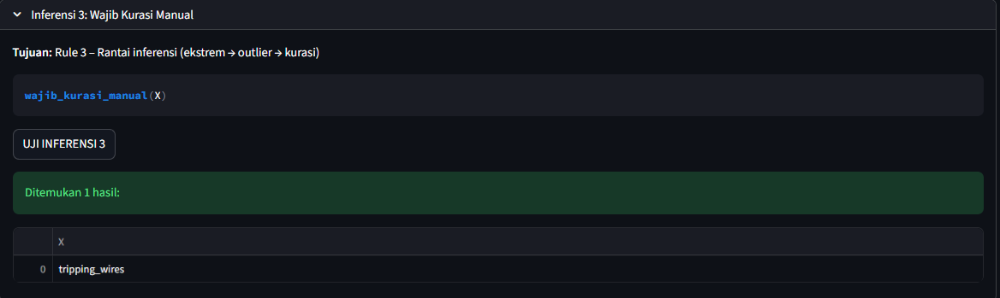 Inferensi 3: Wajib Kurasi Manual
Tujuan: Rule 3 – Rantai inferensi (ekstrem → outlier → kurasi)
wajib_kurasi_manual(X)
UJI INFERENSI 3
Ditemukan 1 hasil:
X
0 tripping_wires